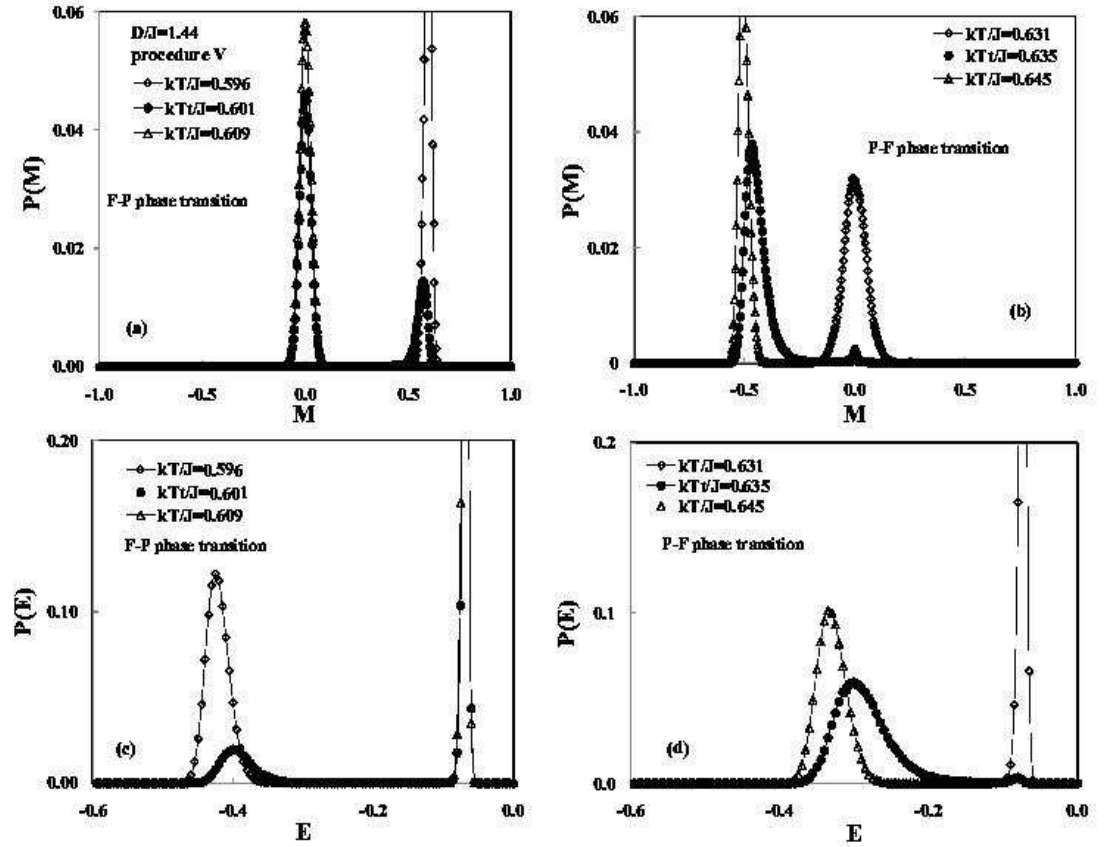 0.06
D/J=1.44
procedure V
kT/J=0.596
kTt/J=0.601
kT/J=0.609
0.04
P(M)
F-P phase transition
0.02
(a)
0.00
-1.0 -0.5 0.0 0.5 1.0
M
0.06
kT/J=0.631
kTt/J=0.635
kT/J=0.645
0.04
P(M)
P-F phase transition
0.02
(b)
0
-1.0 -0.5 0.0 0.5 1.0
M
0.20
kT/J=0.596
kTt/J=0.601
kT/J=0.609
F-P phase transition
P(E)
0.10
(c)
0.00
-0.6 -0.4 -0.2 0.0
E
0.2
kT/J=0.631
kTt/J=0.635
kT/J=0.645
P-F phase transition
P(E)
0.1
(d)
0.0
-0.6 -0.4 -0.2 0.0
E